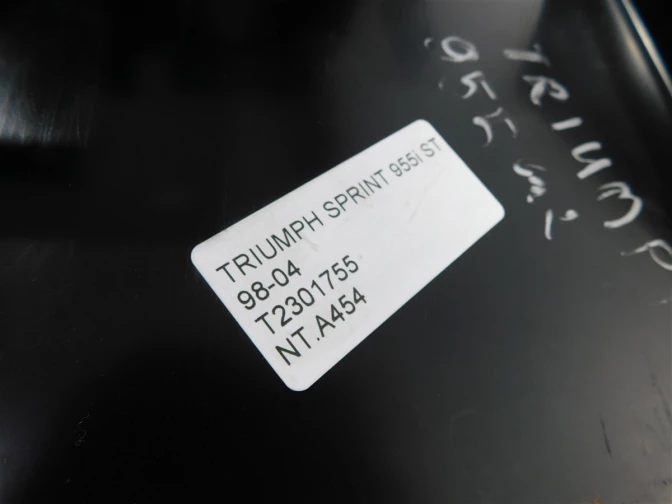 TRIUMPH SPRINT 955i ST
98-04
T2301755
NT.A454
TRIUMP
955